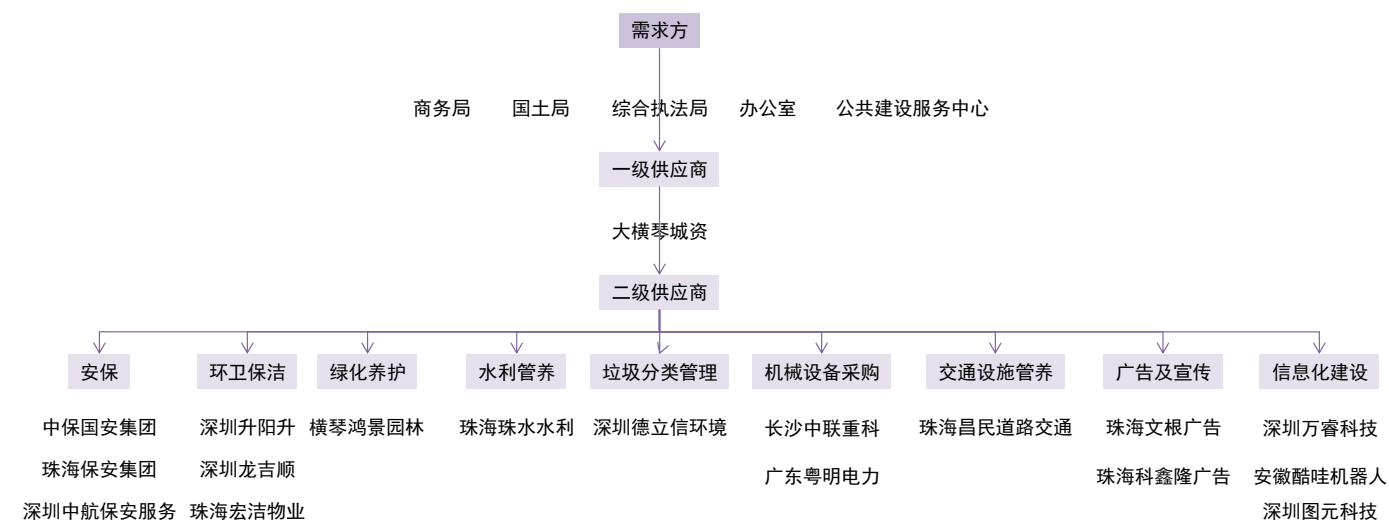 需求方
商务局 国土局 综合执法局 办公室 公共建设服务中心
一级供应商
大横琴城资
二级供应商
安保 环卫保洁 绿化养护 水利管养 垃圾分类管理 机械设备采购 交通设施管养 广告及宣传 信息化建设
中保国安集团 深圳升阳升 横琴鸿景园林 珠海珠水水利 深圳德立信环境 长沙中联重科 珠海昌民道路交通 珠海文根广告 深圳万睿科技
珠海保安集团 深圳龙吉顺 广东粤明电力 珠海科鑫隆广告 安徽酷哇机器人
深圳中航保安服务 珠海宏洁物业 深圳图元科技